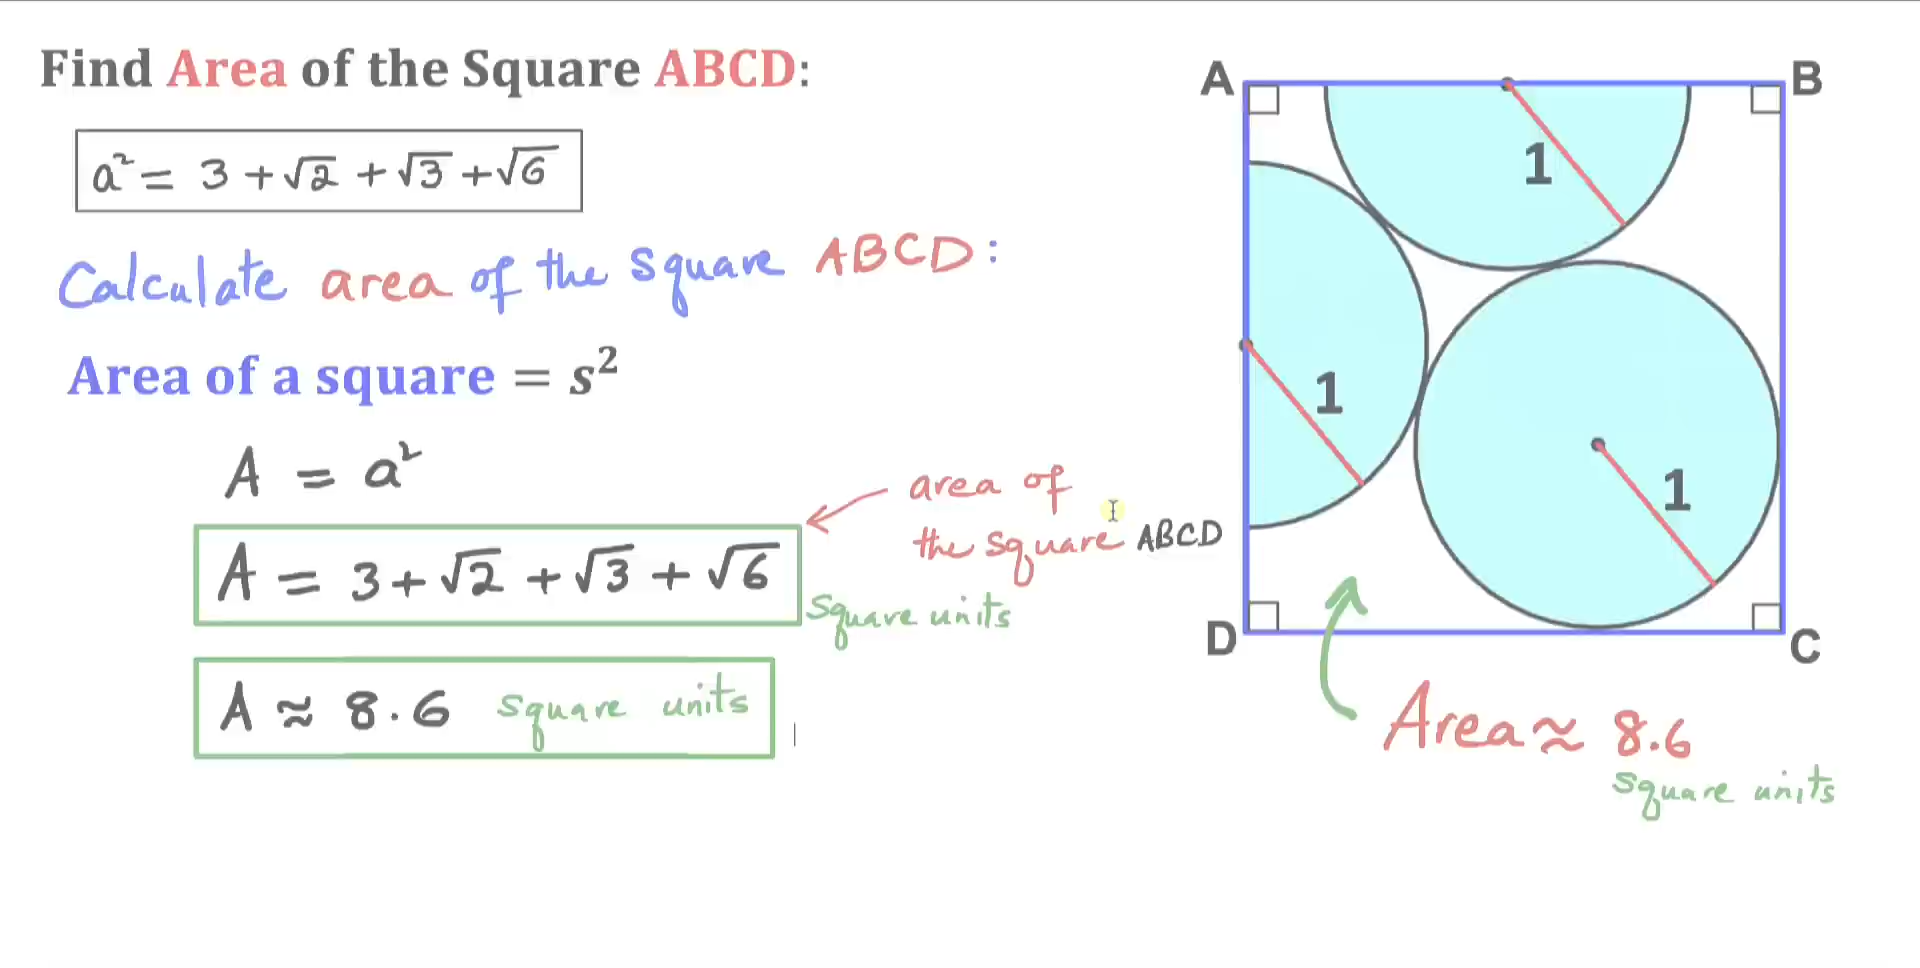 Find Area of the Square ABCD:
a² = 3 + √2 + √3 + √6
Calculate area of the square ABCD:
Area of a square = s²
A = a²
A = 3 + √2 + √3 + √6
square units
area of
the square ABCD
A ≈ 8.6 square units
A
B
1
1
1
D
C
Area ≈ 8.6
square units